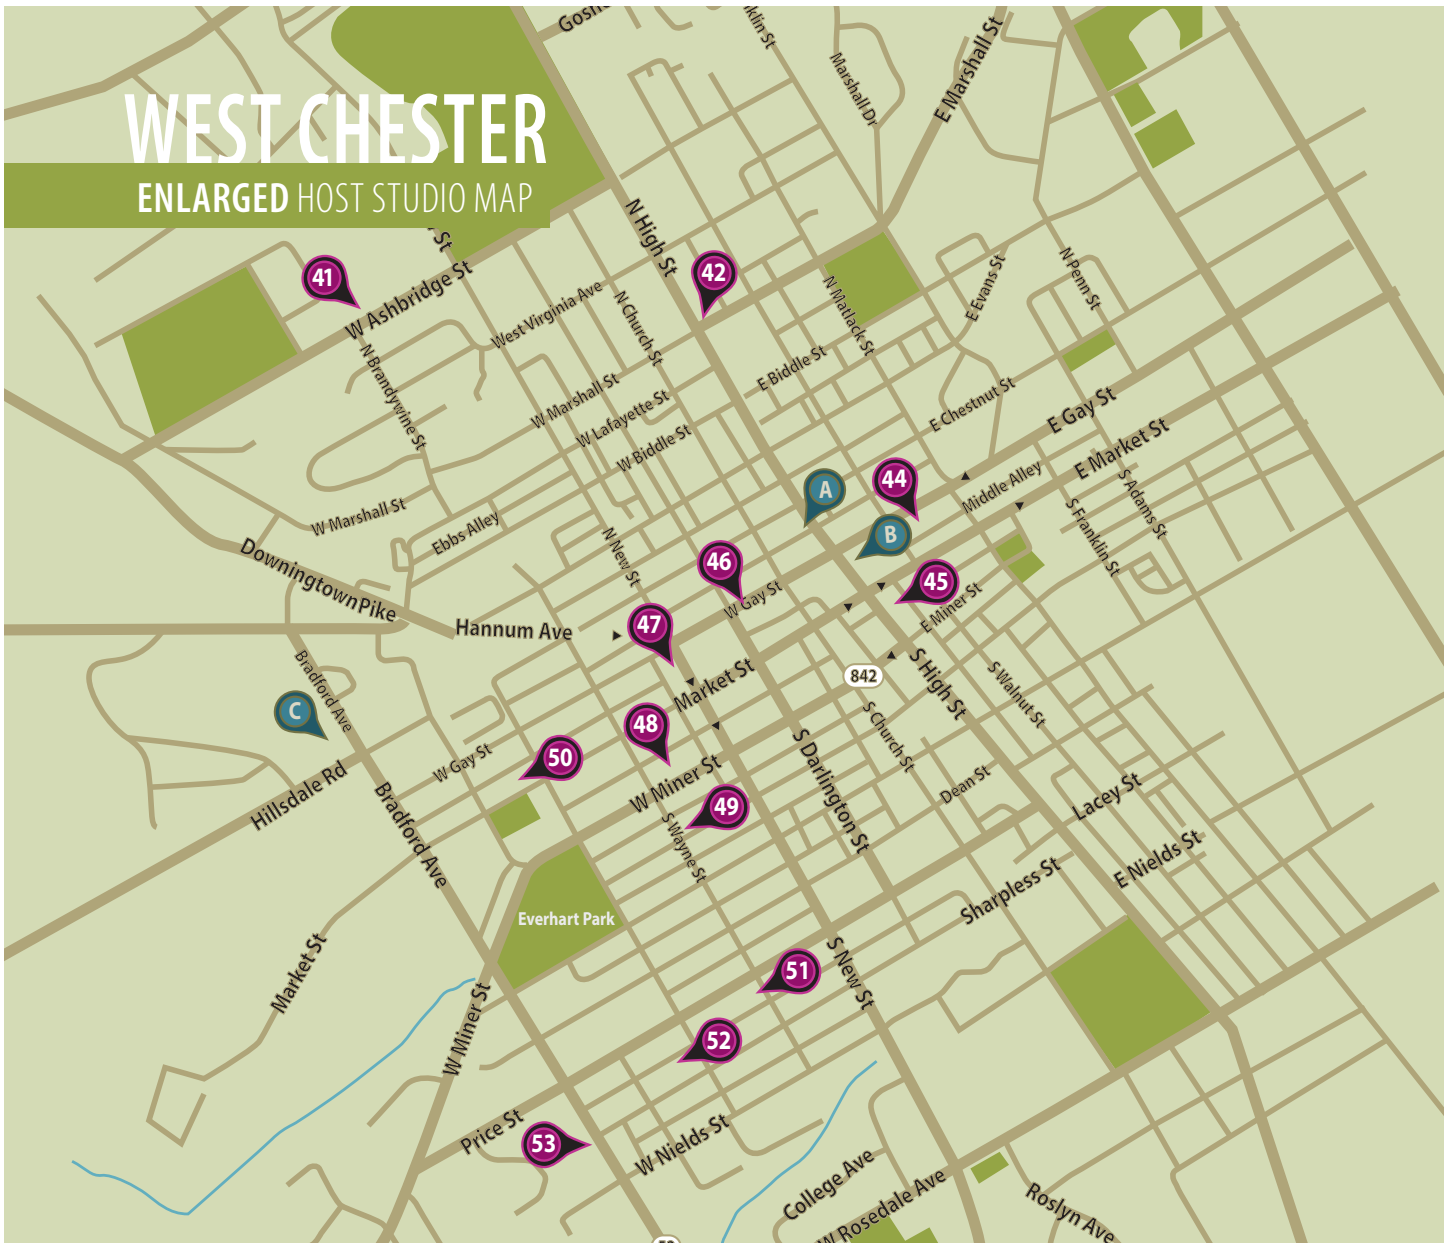 WEST CHESTER
ENLARGED HOST STUDIO MAP
E Marshall St
Marshall Dr
N High St
41
42
W Ashbridge St
West Virginia Ave
N Church St
N Matlack St
E Evans St
N Penn St
N Brandywine St
W Marshall St
W Lafayette St
W Biddle St
E Biddle St
E Chestnut St
E Gay St
E Market St
Middle Alley
S Adams St
S Franklin St
A
44
B
45
46
W Marshall St
Ebbs Alley
N New St
Downingtown Pike
Hannum Ave
W Gay St
E Miner St
47
Market St
842
S High St
S Walnut St
Bradford Ave
C
48
50
W Gay St
W Miner St
49
S Darlington St
S Church St
Dean St
Lacey St
Hillsdale Rd
Bradford Ave
S Wayne St
E Nields St
Sharpless St
Everhart Park
Market St
W Miner St
51
S New St
52
Price St
53
W Nields St
College Ave
W Rosedale Ave
Roslyn Ave